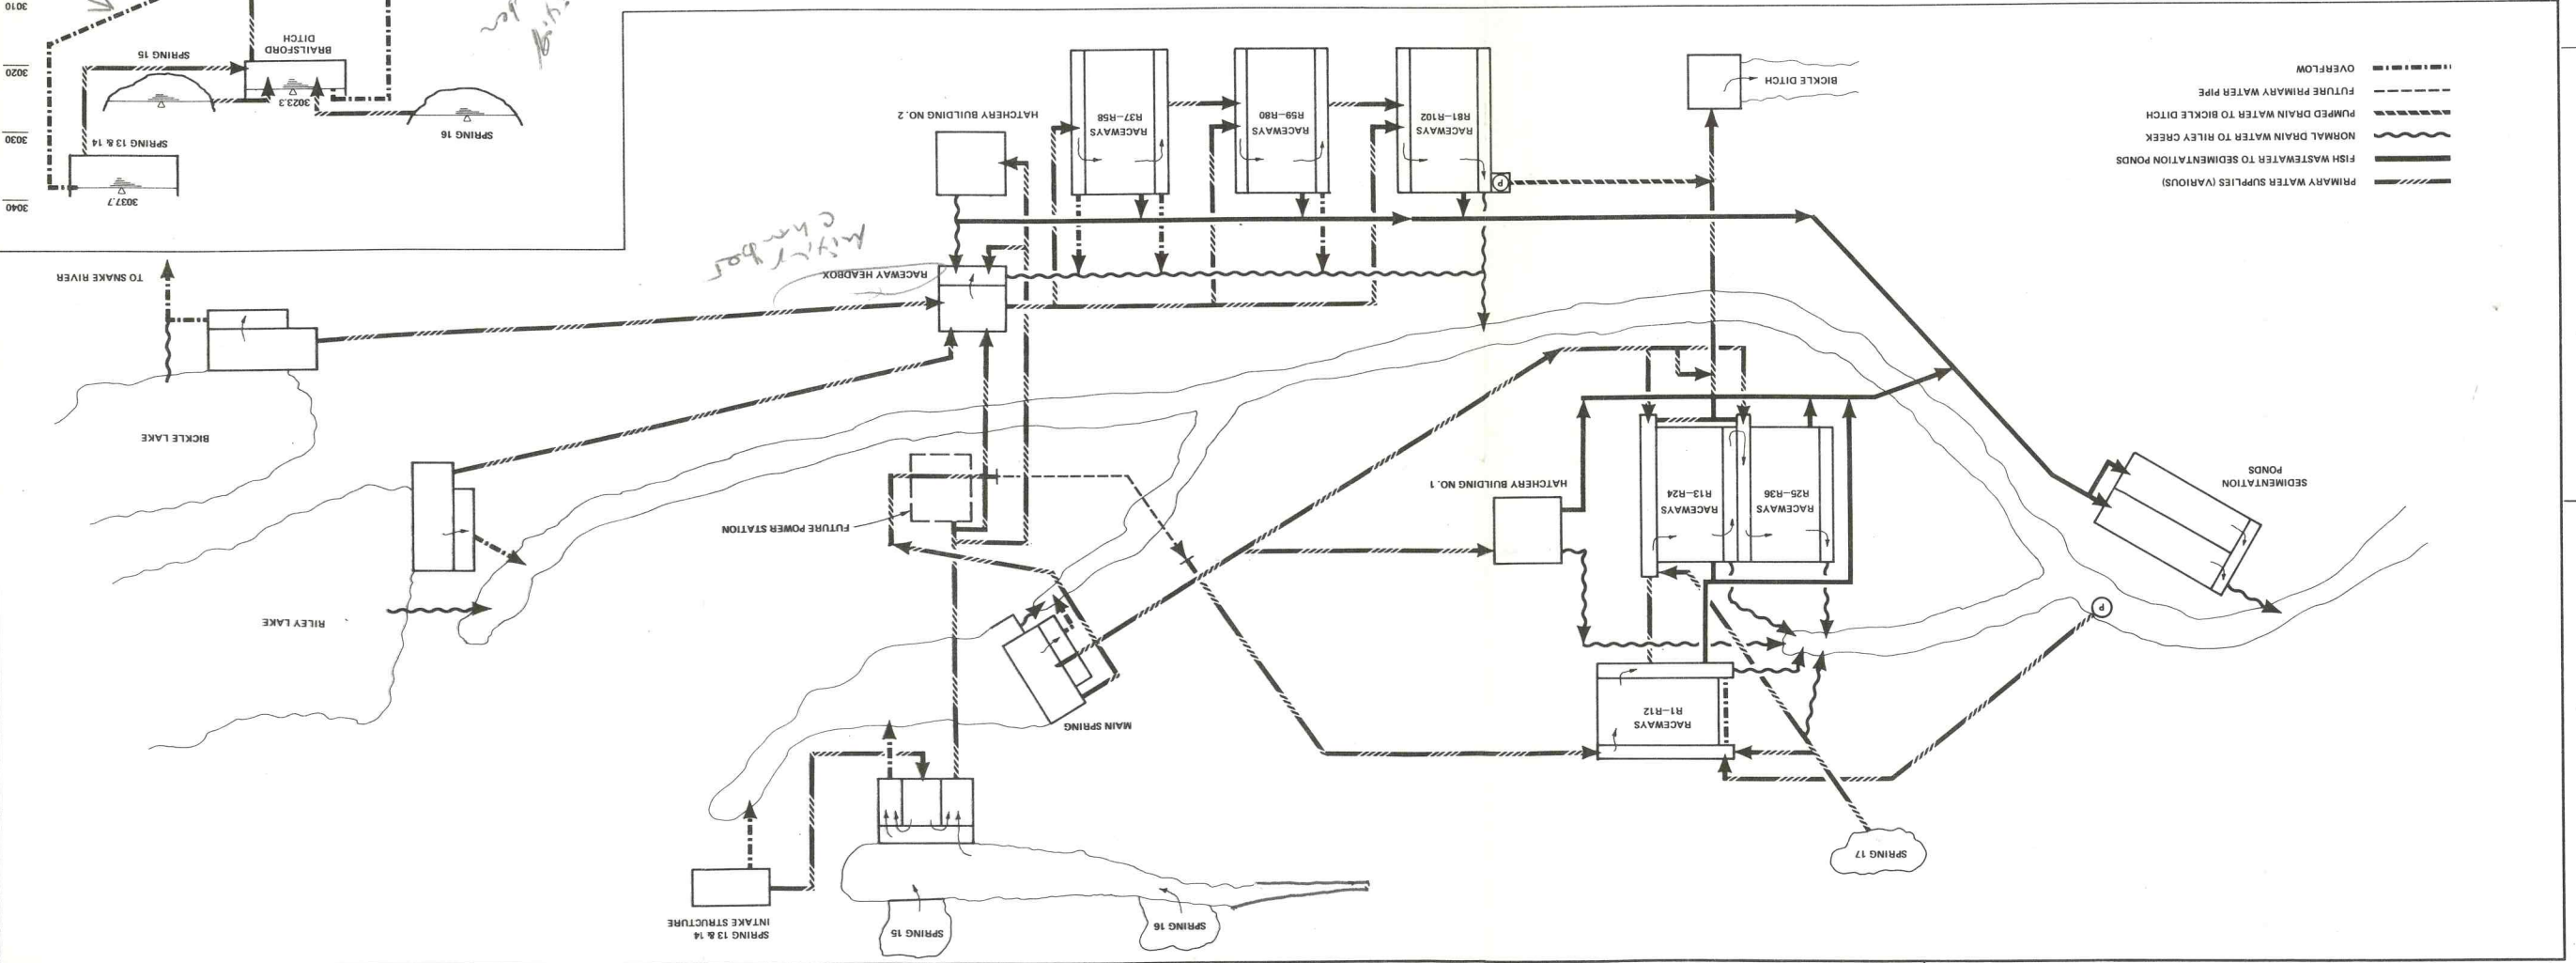 SPRING 16
SPRING 15
SPRING 13 & 14
INTAKE STRUCTURE
SPRING 17
RACEWAYS
R1–R12
MAIN SPRING
RILEY LAKE
P
FUTURE POWER STATION
SEDIMENTATION
PONDS
RACEWAYS
R25–R36
RACEWAYS
R13–R24
HATCHERY BUILDING NO. 1
BICKLE LAKE
RACEWAY HEADBOX
Chamber
TO SNAKE RIVER
PRIMARY WATER SUPPLIES (VARIOUS)
FISH WASTEWATER TO SEDIMENTATION PONDS
NORMAL DRAIN WATER TO RILEY CREEK
PUMPED DRAIN WATER TO BICKLE DITCH
FUTURE PRIMARY WATER PIPE
OVERFLOW
BICKLE DITCH
P
RACEWAYS
R81–R102
RACEWAYS
R59–R80
RACEWAYS
R37–R58
HATCHERY BUILDING NO. 2
3037.7
3040
SPRING 13 & 14
SPRING 16
3030
3023.3
BRAILSFORD
DITCH
SPRING 15
3020
3010